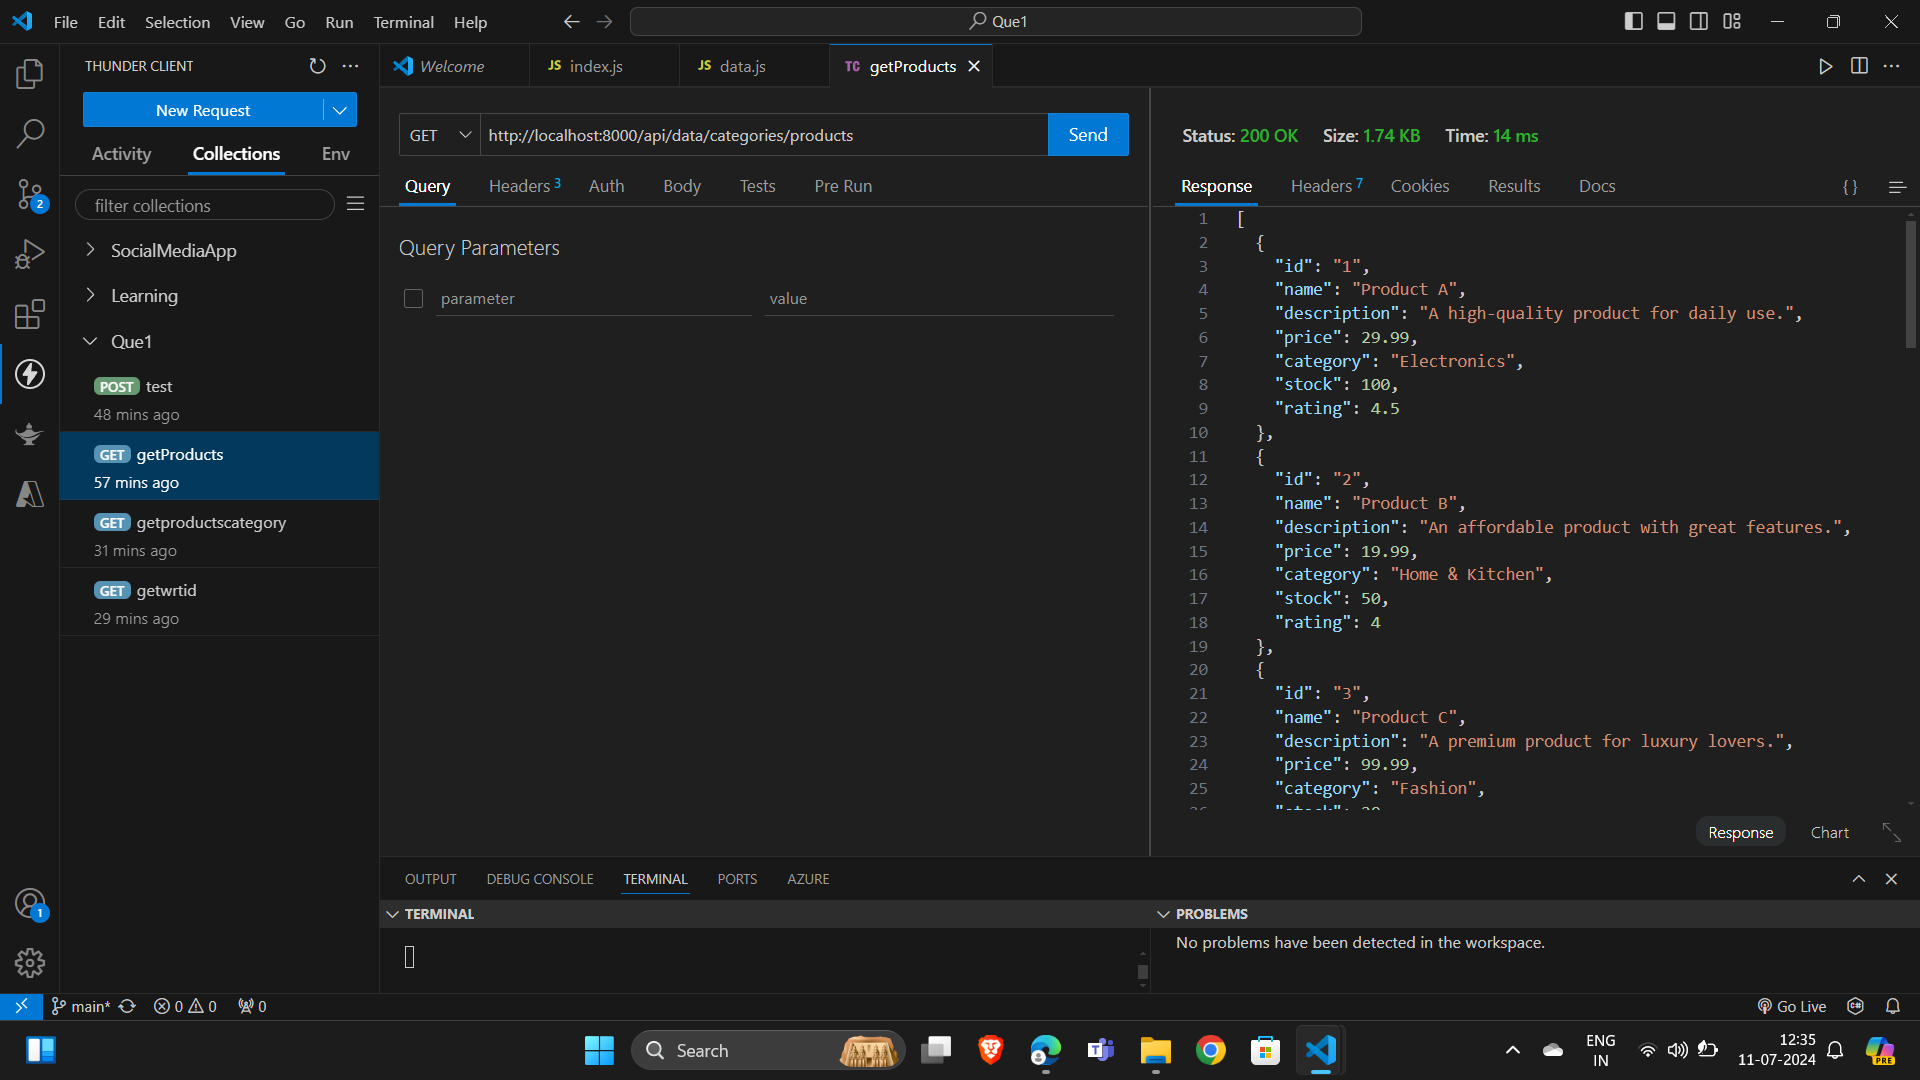 File Edit Selection View Go Run Terminal Help
Que1
THUNDER CLIENT
New Request
Activity Collections Env
filter collections
SocialMediaApp
Learning
Que1
POST test
48 mins ago
GET getProducts
57 mins ago
GET getproductscategory
31 mins ago
GET getwrtid
29 mins ago
2
1
Welcome
JS index.js
JS data.js
TC getProducts
GET http://localhost:8000/api/data/categories/products Send
Query Headers 3 Auth Body Tests Pre Run
Query Parameters
parameter value
Status: 200 OK Size: 1.74 KB Time: 14 ms
Response Headers 7 Cookies Results Docs {}
1 [
2 {
3 "id": "1",
4 "name": "Product A",
5 "description": "A high-quality product for daily use.",
6 "price": 29.99,
7 "category": "Electronics",
8 "stock": 100,
9 "rating": 4.5
10 },
11 {
12 "id": "2",
13 "name": "Product B",
14 "description": "An affordable product with great features.",
15 "price": 19.99,
16 "category": "Home & Kitchen",
17 "stock": 50,
18 "rating": 4
19 },
20 {
21 "id": "3",
22 "name": "Product C",
23 "description": "A premium product for luxury lovers.",
24 "price": 99.99,
25 "category": "Fashion",
Response Chart
OUTPUT DEBUG CONSOLE TERMINAL PORTS AZURE
TERMINAL
PROBLEMS
No problems have been detected in the workspace.
main* 0 0 0
Go Live
Search
ENG
IN
12:35
11-07-2024
PRE